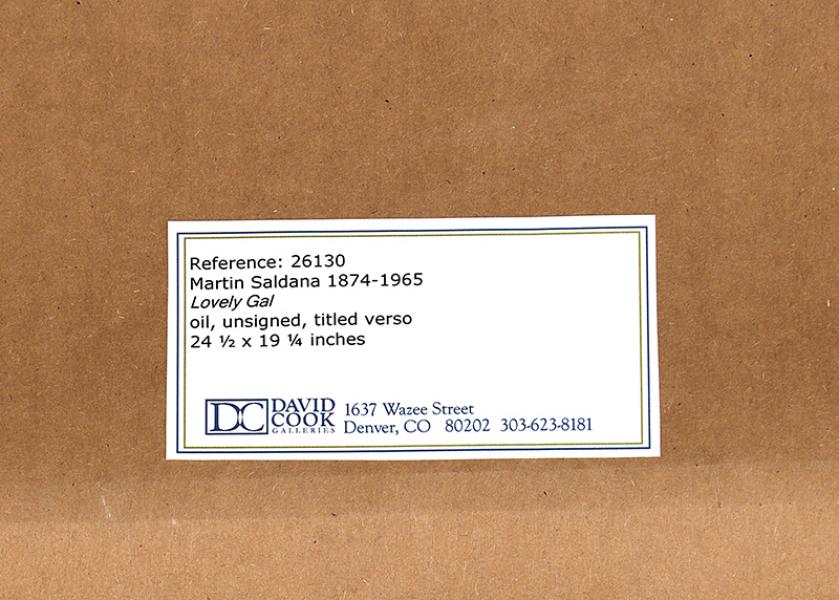 Reference: 26130
Martin Saldana 1874-1965
Lovely Gal
oil, unsigned, titled verso
24 ½ x 19 ¼ inches
DC DAVID COOK GALLERIES
1637 Wazee Street
Denver, CO 80202 303-623-8181